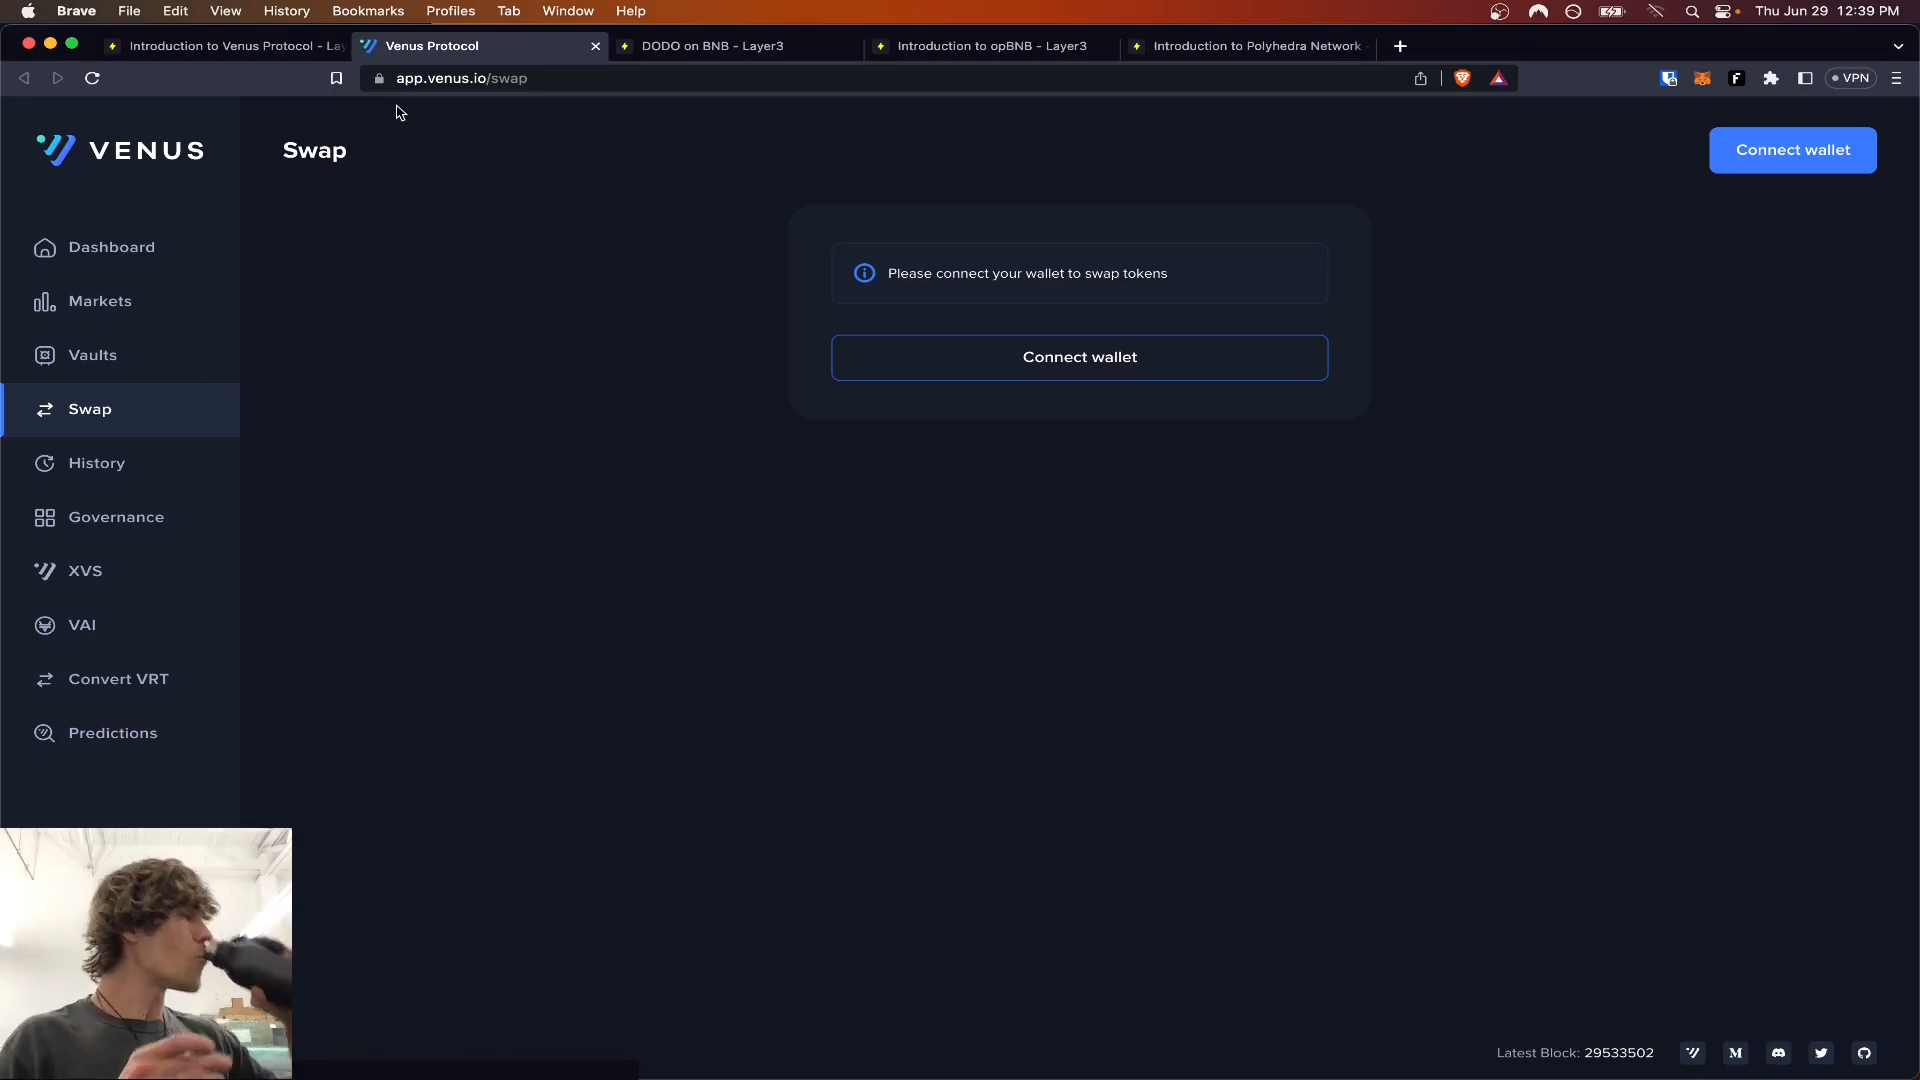 Brave File Edit View History Bookmarks Profiles Tab Window Help Thu Jun 29 12:39 PM
Introduction to Venus Protocol - Lay Venus Protocol DODO on BNB - Layer3 Introduction to opBNB - Layer3 Introduction to Polyhedra Network
app.venus.io/swap VPN
VENUS
Swap
Connect wallet
Please connect your wallet to swap tokens
Connect wallet
Dashboard
Markets
Vaults
Swap
History
Governance
XVS
VAI
Convert VRT
Predictions
Latest Block: 29533502